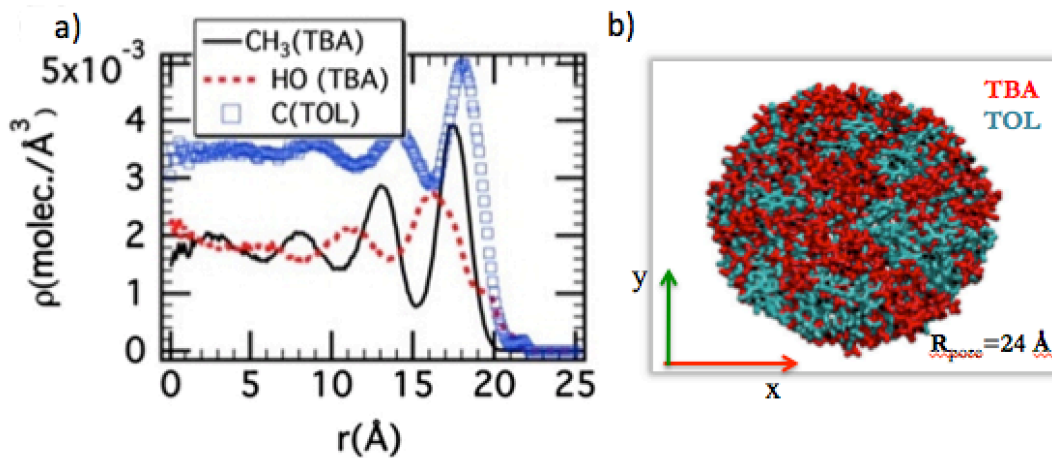 a)
CH₃(TBA)
HO (TBA)
C(TOL)
5x10⁻³
4
3
2
1
0
ρ(molec./Å³)
0 5 10 15 20 25
r(Å)
b)
TBA
TOL
y
x
Rpore=24 Å